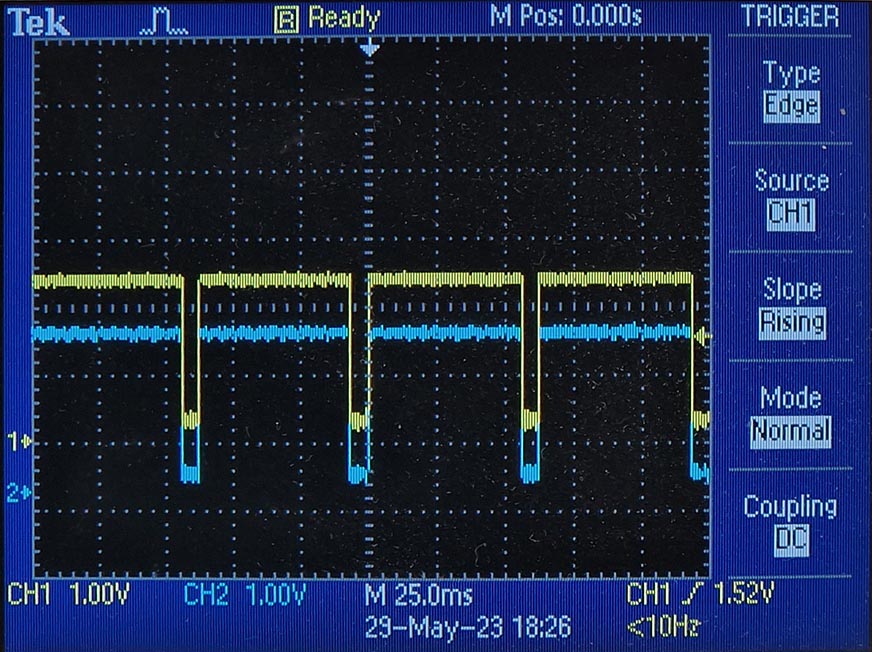 Tek R Ready M Pos: 0.000s TRIGGER
Type
Edge
Source
CH1
Slope
Rising
Mode
Normal
Coupling
DC
1
2
CH1 1.00V CH2 1.00V M 25.0ms CH1 1.52V
29-May-23 18:26 <10Hz